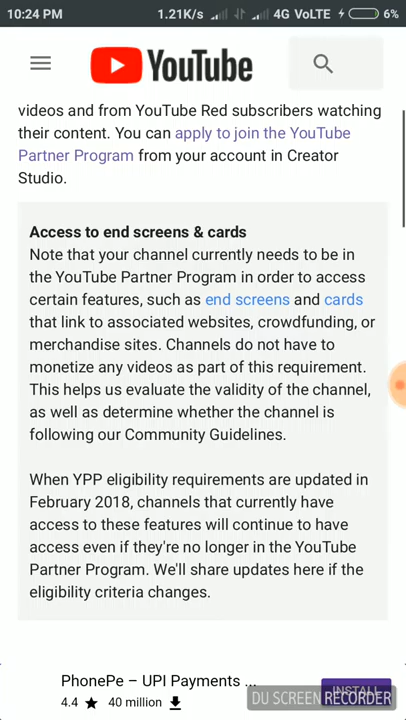 10:24 PM 1.21K/s 4G VoLTE 6%
YouTube
videos and from YouTube Red subscribers watching
their content. You can apply to join the YouTube
Partner Program from your account in Creator
Studio.
Access to end screens & cards
Note that your channel currently needs to be in
the YouTube Partner Program in order to access
certain features, such as end screens and cards
that link to associated websites, crowdfunding, or
merchandise sites. Channels do not have to
monetize any videos as part of this requirement.
This helps us evaluate the validity of the channel,
as well as determine whether the channel is
following our Community Guidelines.
When YPP eligibility requirements are updated in
February 2018, channels that currently have
access to these features will continue to have
access even if they're no longer in the YouTube
Partner Program. We'll share updates here if the
eligibility criteria changes.
PhonePe – UPI Payments ...
INSTALL
4.4 ★ 40 million
DU SCREEN RECORDER